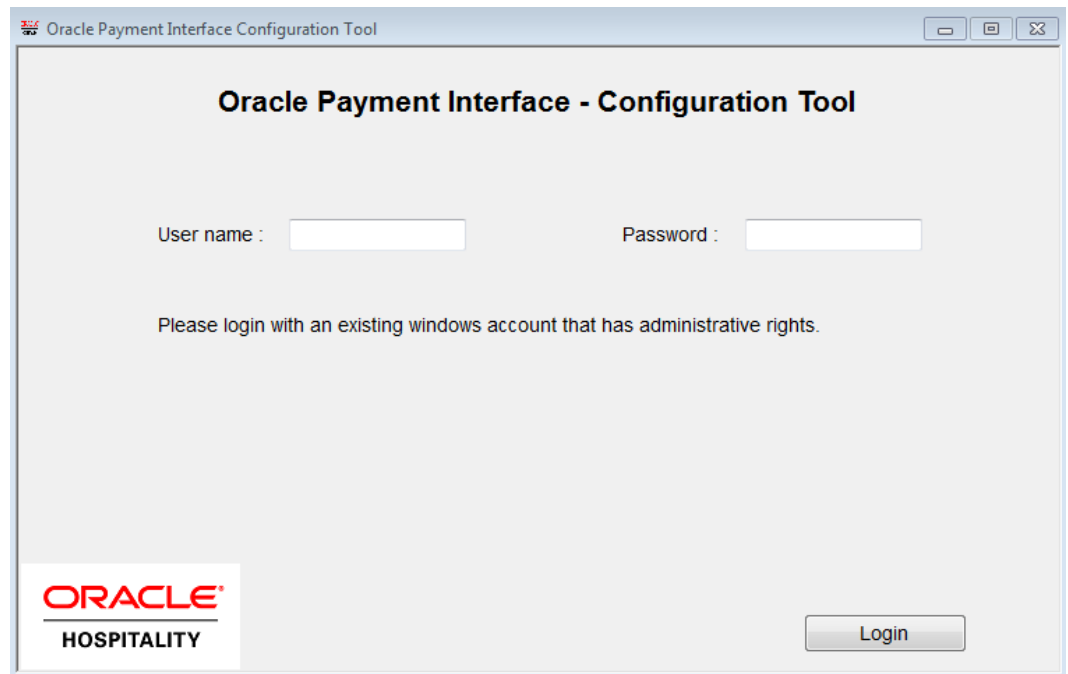 Oracle Payment Interface Configuration Tool
Oracle Payment Interface - Configuration Tool
User name :
Password :
Please login with an existing windows account that has administrative rights.
ORACLE®
HOSPITALITY
Login